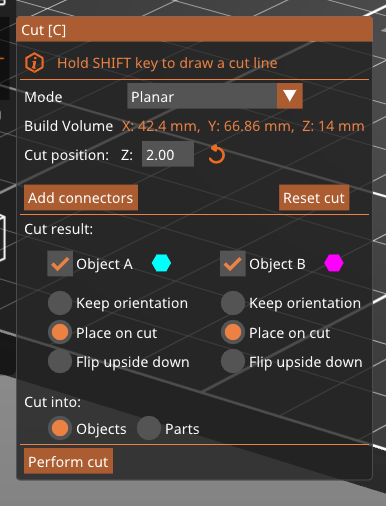 Cut [C]
Hold SHIFT key to draw a cut line
Mode Planar
Build Volume X: 42.4 mm, Y: 66.86 mm, Z: 14 mm
Cut position: Z: 2.00
Add connectors Reset cut
Cut result:
Object A Object B
Keep orientation Keep orientation
Place on cut Place on cut
Flip upside down Flip upside down
Cut into:
Objects Parts
Perform cut